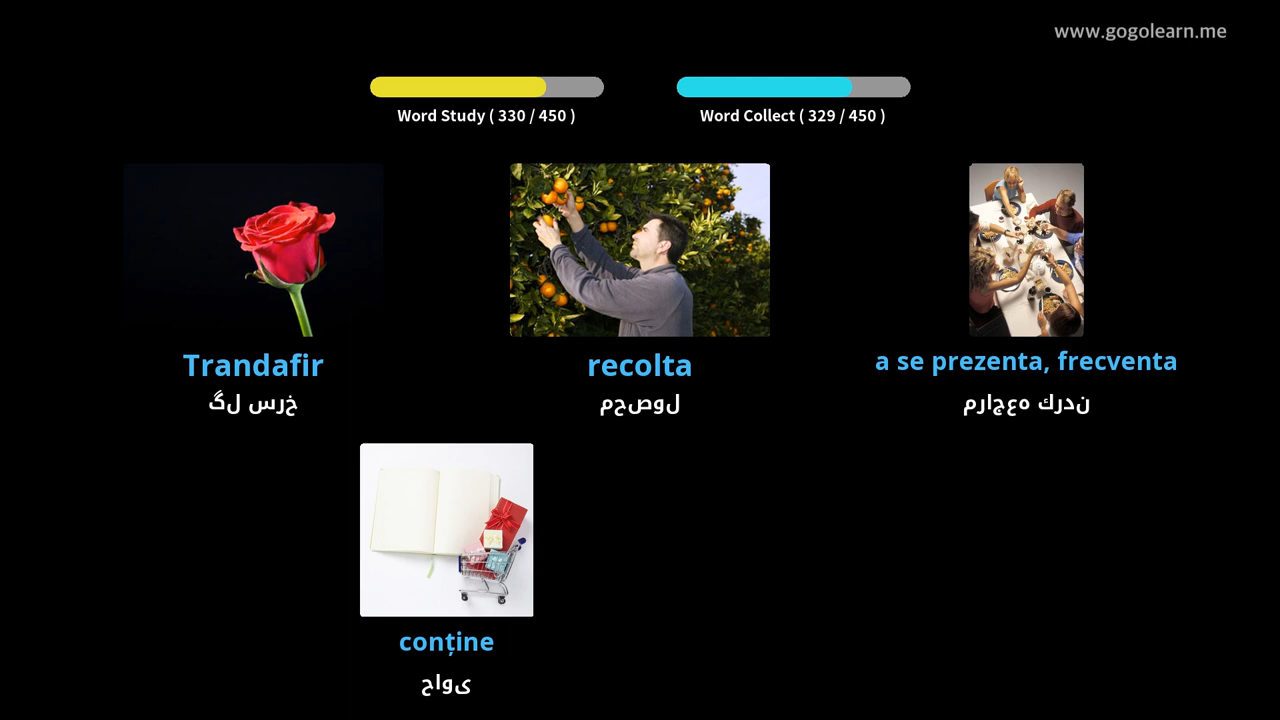 www.gogolearn.me
Word Study ( 330 / 450 )
Word Collect ( 329 / 450 )
Trandafir
خرس لگ
recolta
لوصحم
a se prezenta, frecventa
ندرك هعجارم
conține
یواح